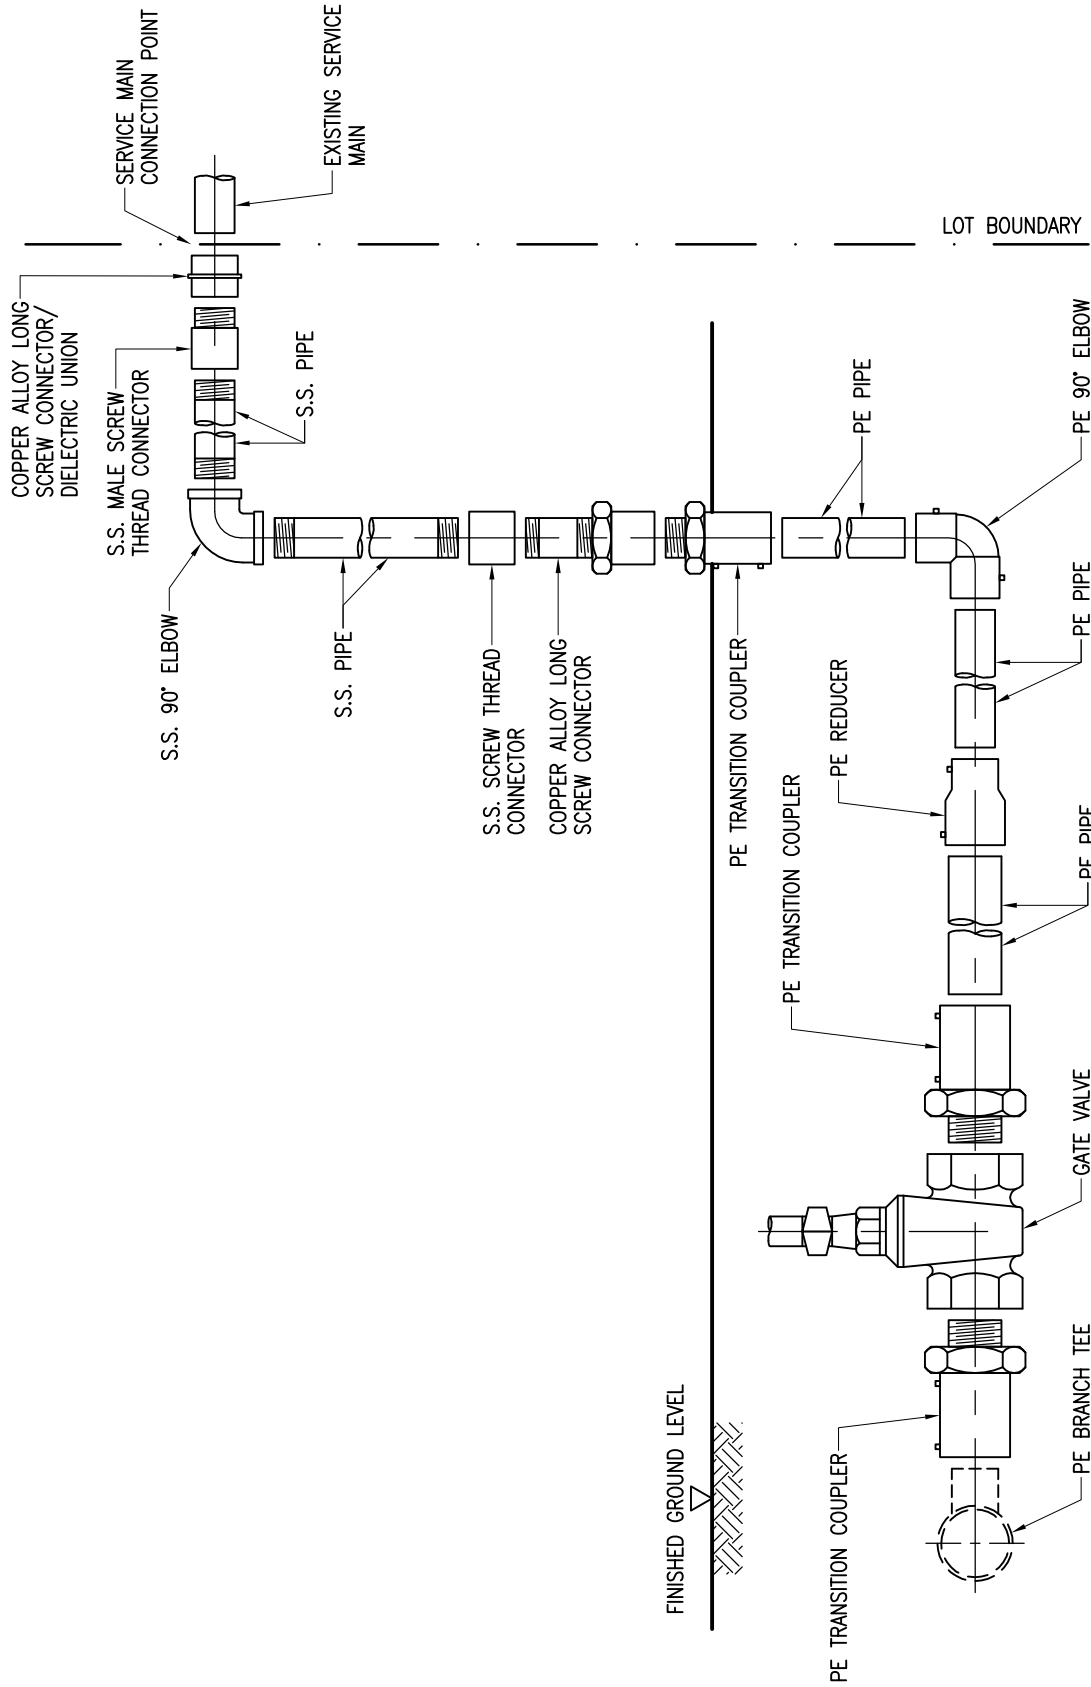 SERVICE MAIN
CONNECTION POINT
EXISTING SERVICE
MAIN
LOT BOUNDARY
COPPER ALLOY LONG
SCREW CONNECTOR/
DIELECTRIC UNION
S.S. MALE SCREW
THREAD CONNECTOR
S.S. PIPE
S.S. 90° ELBOW
S.S. PIPE
S.S. SCREW THREAD
CONNECTOR
COPPER ALLOY LONG
SCREW CONNECTOR
PE TRANSITION COUPLER
PE PIPE
PE 90° ELBOW
PE PIPE
PE REDUCER
PE TRANSITION COUPLER
PE PIPE
GATE VALVE
FINISHED GROUND LEVEL
PE TRANSITION COUPLER
PE BRANCH TEE